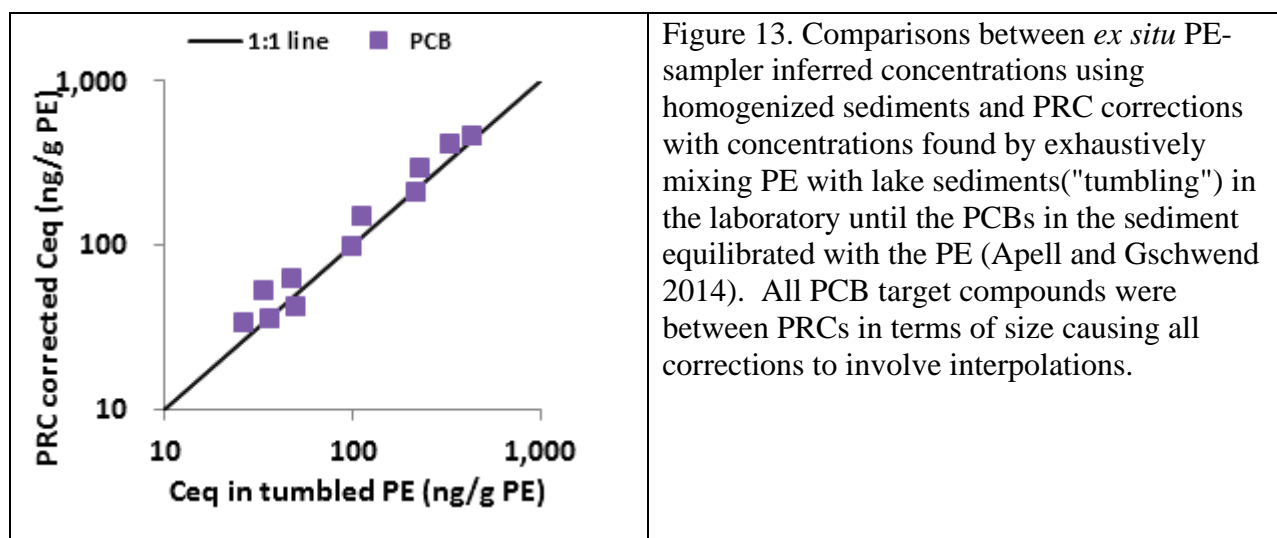 1:1 line PCB
1,000
100
10
PRC corrected Ceq (ng/g PE)
10 100 1,000
Ceq in tumbled PE (ng/g PE)
Figure 13. Comparisons between ex situ PE-
sampler inferred concentrations using
homogenized sediments and PRC corrections
with concentrations found by exhaustively
mixing PE with lake sediments("tumbling") in
the laboratory until the PCBs in the sediment
equilibrated with the PE (Apell and Gschwend
2014).  All PCB target compounds were
between PRCs in terms of size causing all
corrections to involve interpolations.